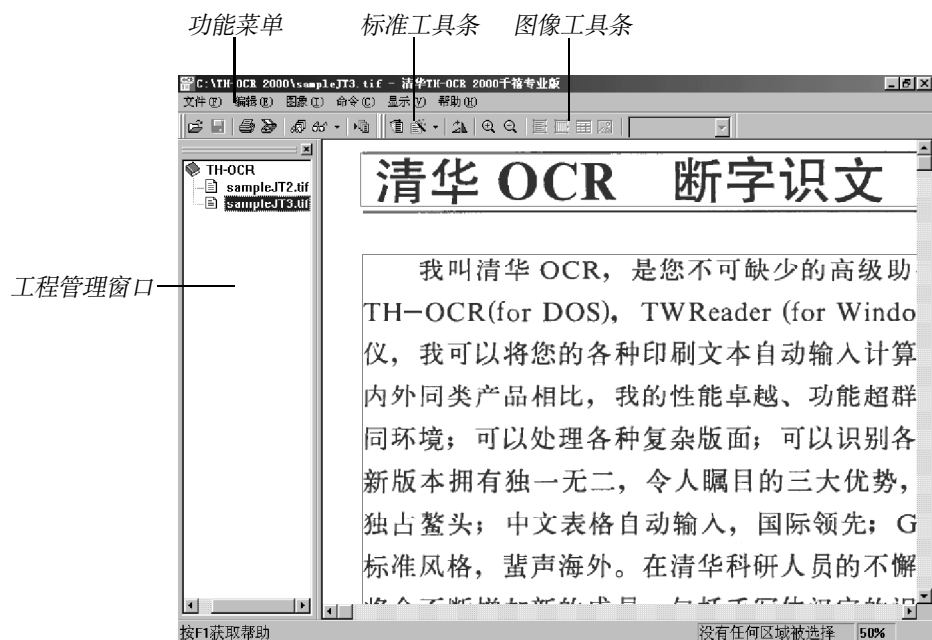 功能菜单 标准工具条 图像工具条
C:\TH-OCR 2000\sampleJT3.tif - 清华TH-OCR 2000千禧专业版
文件(F) 编辑(E) 图象(I) 命令(C) 显示(V) 帮助(H)
TH-OCR
sampleJT2.tif
sampleJT3.tif
工程管理窗口
清华 OCR 断字识文
我叫清华 OCR，是您不可缺少的高级助
TH-OCR(for DOS)，TWReader (for Windo
仪，我可以将您的各种印刷文本自动输入计算
内外同类产品相比，我的性能卓越、功能超群
同环境；可以处理各种复杂版面；可以识别各
新版本拥有独一无二，令人瞩目的三大优势，
独占鳌头；中文表格自动输入，国际领先；G
标准风格，蜚声海外。在清华科研人员的不懈
按F1获取帮助
没有任何区域被选择 50%